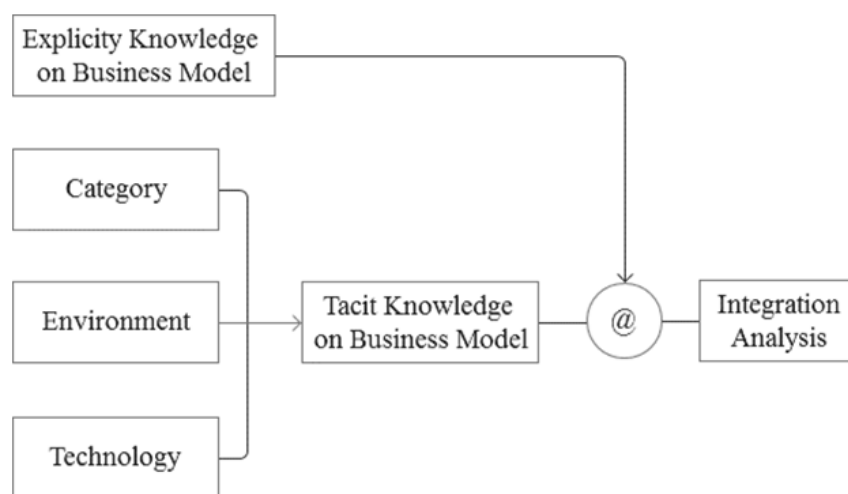 Explicity Knowledge
on Business Model
Category
Environment
Technology
Tacit Knowledge
on Business Model
@
Integration
Analysis